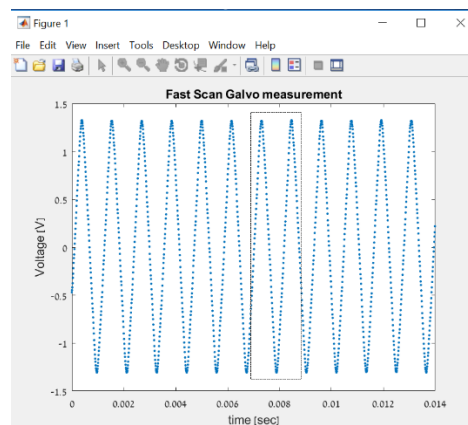 Figure 1
File Edit View Insert Tools Desktop Window Help
Fast Scan Galvo measurement
1.5
1
0.5
0
-0.5
-1
-1.5
Voltage [V]
0 0.002 0.004 0.006 0.008 0.01 0.012 0.014
time [sec]